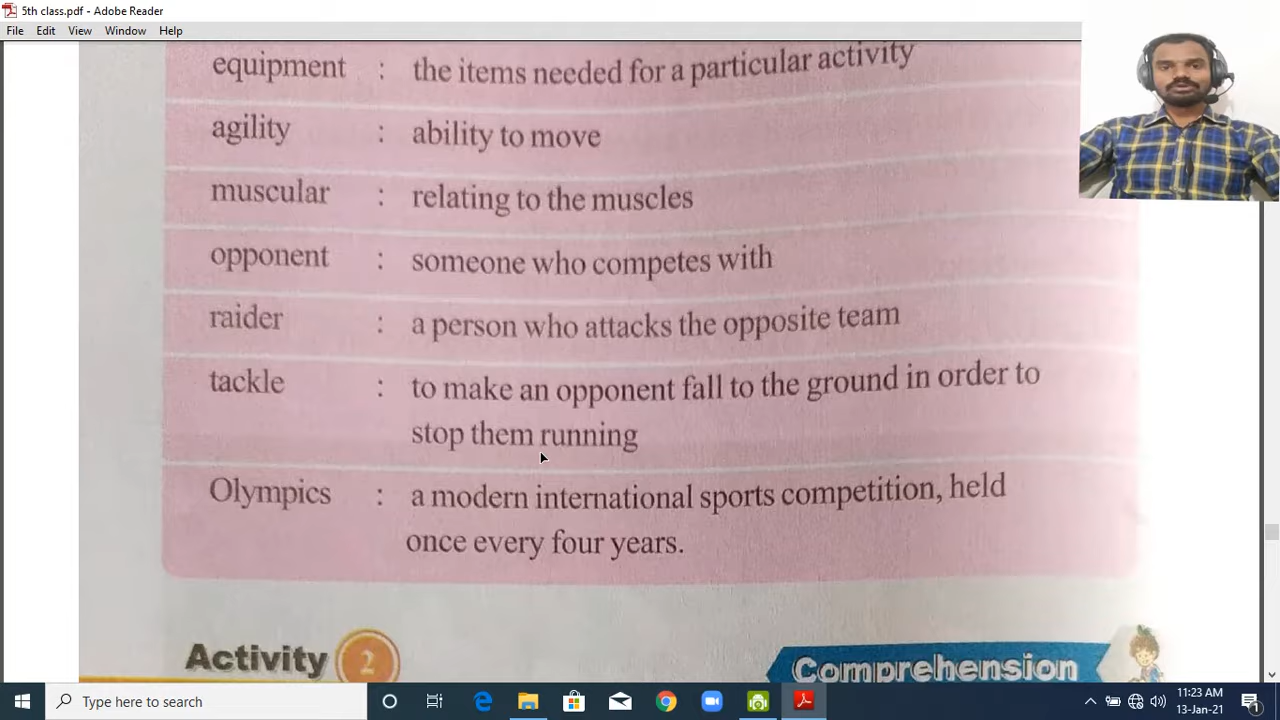 5th class.pdf - Adobe Reader
File Edit View Window Help
equipment : the items needed for a particular activity
agility : ability to move
muscular : relating to the muscles
opponent : someone who competes with
raider : a person who attacks the opposite team
tackle : to make an opponent fall to the ground in order to
stop them running
Olympics : a modern international sports competition, held
once every four years.
Activity 2
Comprehension
Type here to search
11:23 AM
13-Jan-21
1